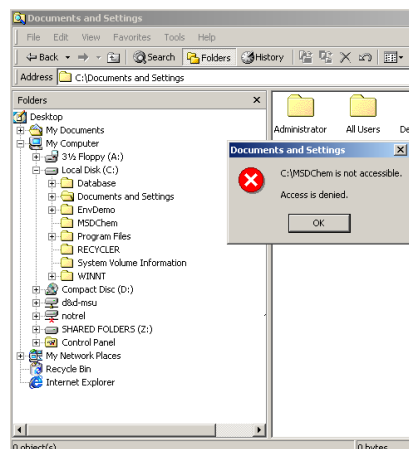 Documents and Settings
File Edit View Favorites Tools Help
Back Search Folders History
Address C:\Documents and Settings
Folders x
Desktop
My Documents
My Computer
3½ Floppy (A:)
Local Disk (C:)
Database
Documents and Settings
EnvDemo
MSDChem
Program Files
RECYCLER
System Volume Information
WINNT
Compact Disc (D:)
d&d-msu
notrel
SHARED FOLDERS (Z:)
Control Panel
My Network Places
Recycle Bin
Internet Explorer
Administrator All Users De
Documents and Settings
C:\MSDChem is not accessible.
Access is denied.
OK
0 object(s) 0 bytes